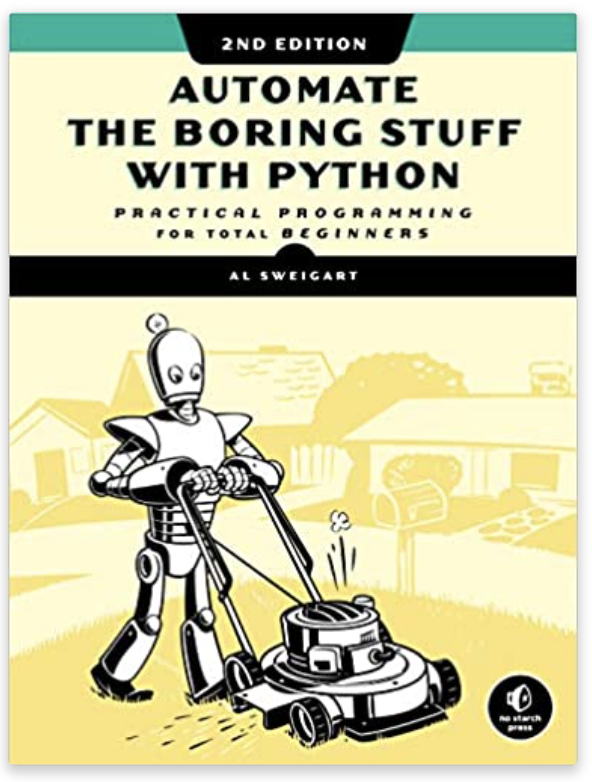 2ND EDITION
AUTOMATE
THE BORING STUFF
WITH PYTHON
PRACTICAL PROGRAMMING
FOR TOTAL BEGINNERS
AL SWEIGART
no starch
press